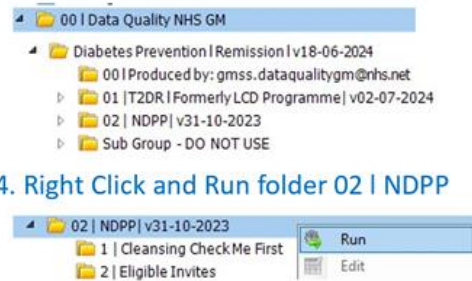 00 l Data Quality NHS GM
Diabetes Prevention l Remission l v18-06-2024
00 l Produced by: gmss.dataqualitygm@nhs.net
01 |T2DR l Formerly LCD Programme| v02-07-2024
02 | NDPP| v31-10-2023
Sub Group - DO NOT USE
4. Right Click and Run folder 02 l NDPP
02 | NDPP| v31-10-2023
Run
1 | Cleansing Check Me First
Edit
2 | Eligible Invites